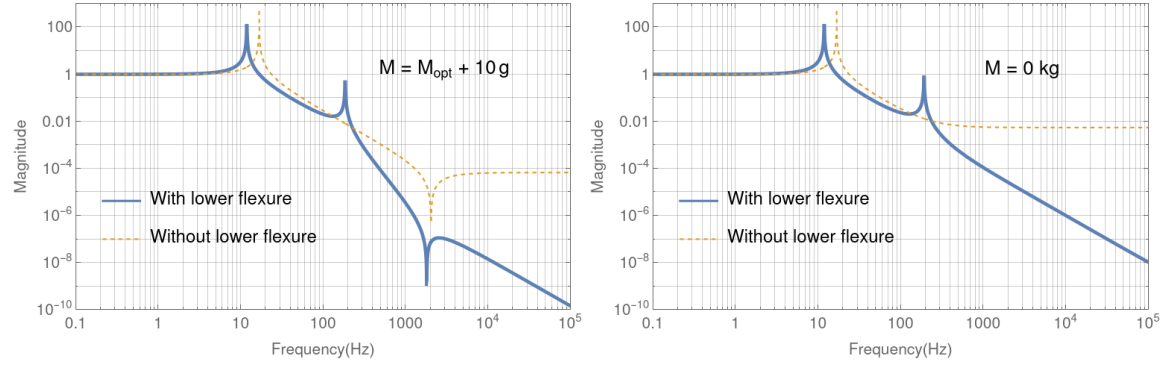 100
1
0.01
10⁻⁴
10⁻⁶
10⁻⁸
10⁻¹⁰
Magnitude
M = Mₒₚₜ + 10 g
With lower flexure
Without lower flexure
0.1 1 10 100 1000 10⁴ 10⁵
Frequency(Hz)
100
1
0.01
10⁻⁴
10⁻⁶
10⁻⁸
10⁻¹⁰
Magnitude
M = 0 kg
With lower flexure
Without lower flexure
0.1 1 10 100 1000 10⁴ 10⁵
Frequency(Hz)